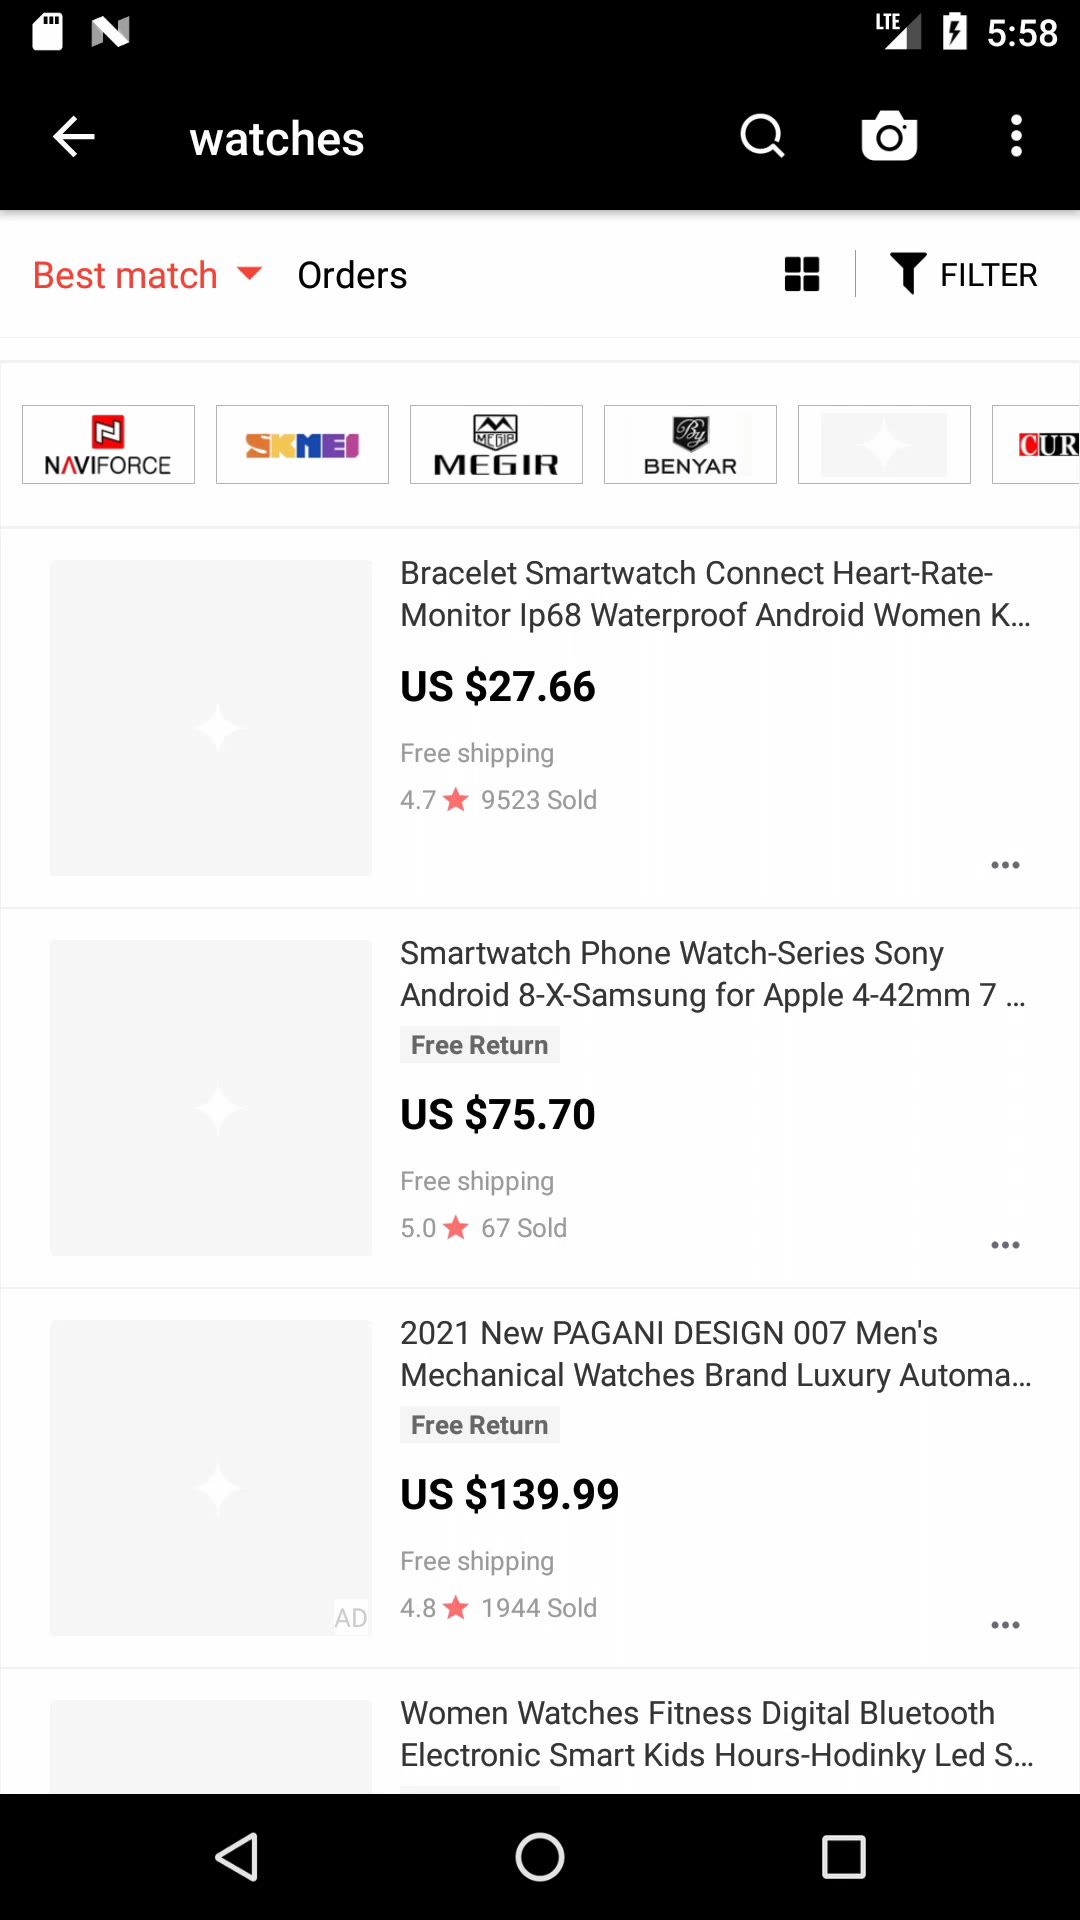 LTE 5:58
watches
Best match Orders FILTER
NAVIFORCE SKMEI MEGIR MEGIR By BENYAR CUR
Bracelet Smartwatch Connect Heart-Rate-
Monitor Ip68 Waterproof Android Women K...
US $27.66
Free shipping
4.7 9523 Sold
Smartwatch Phone Watch-Series Sony
Android 8-X-Samsung for Apple 4-42mm 7 ...
Free Return
US $75.70
Free shipping
5.0 67 Sold
2021 New PAGANI DESIGN 007 Men's
Mechanical Watches Brand Luxury Automa...
Free Return
US $139.99
Free shipping
4.8 1944 Sold
AD
Women Watches Fitness Digital Bluetooth
Electronic Smart Kids Hours-Hodinky Led S...